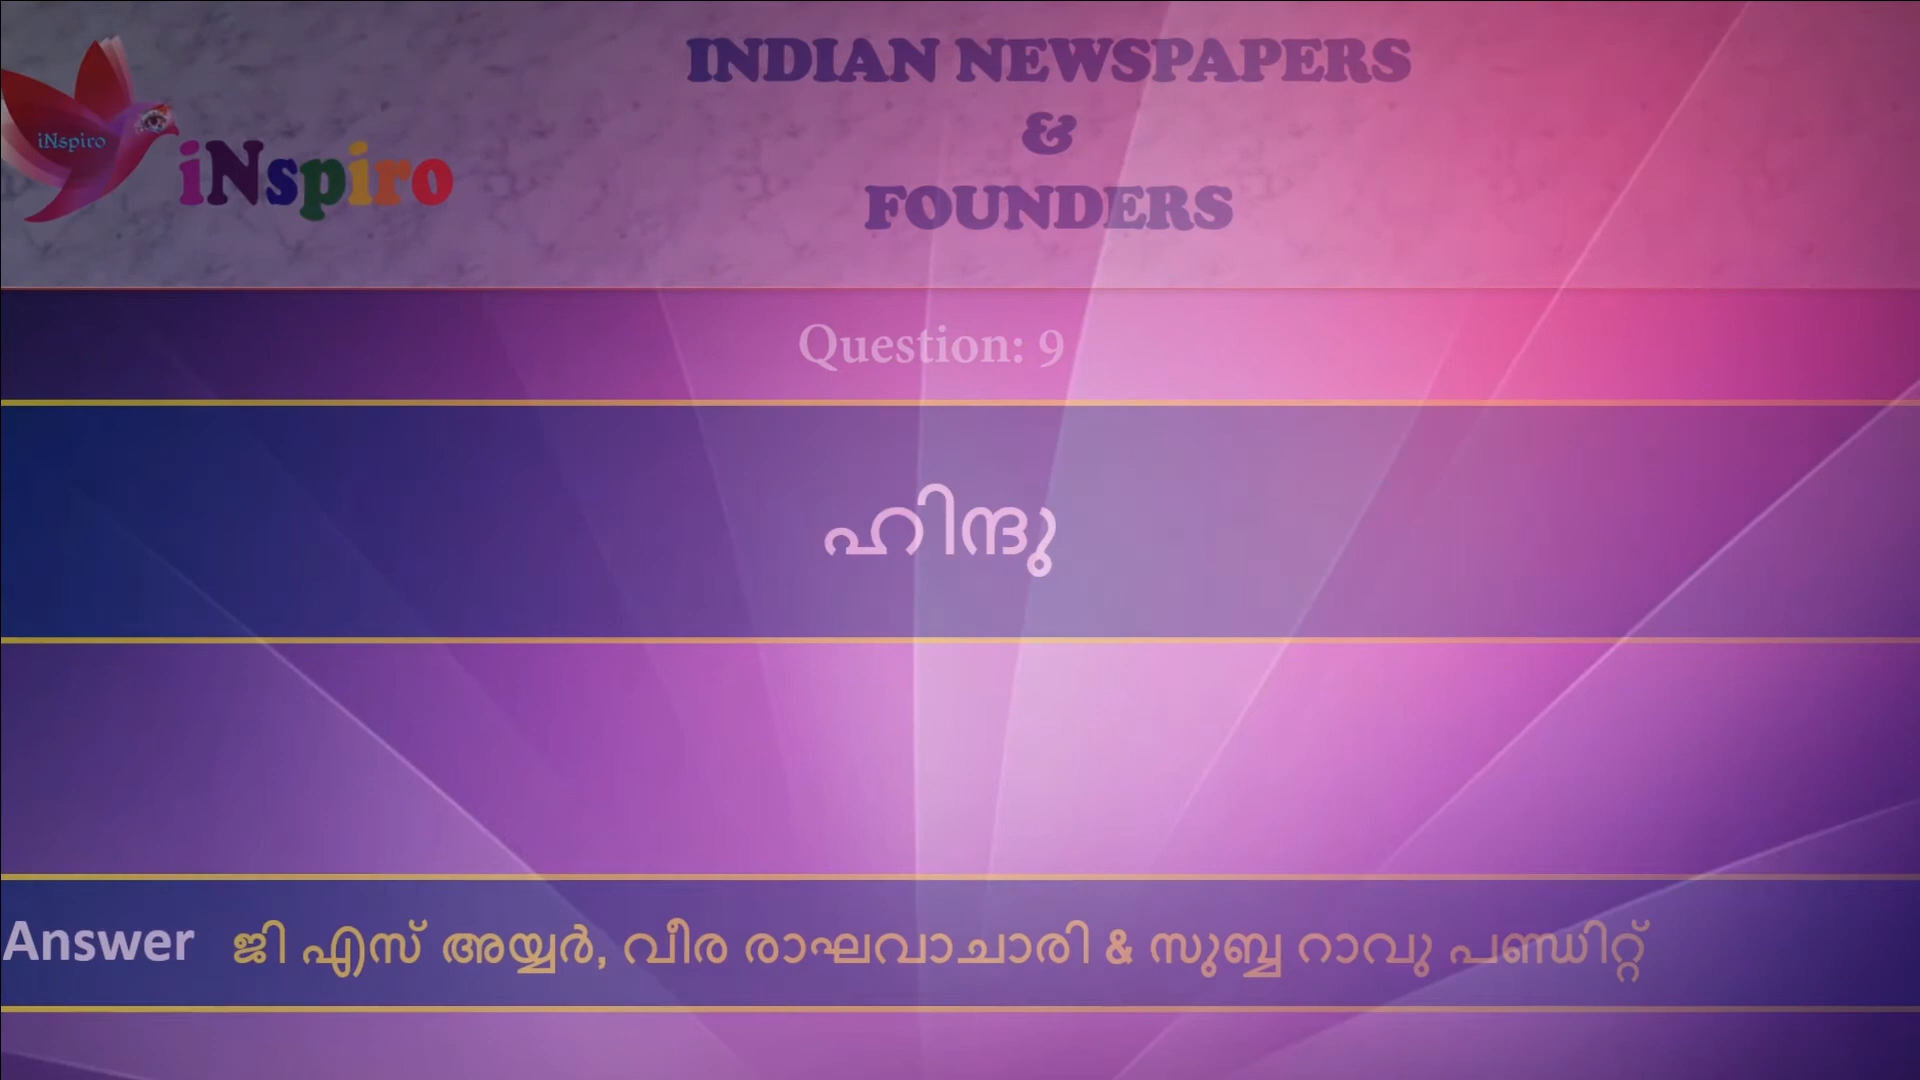 INDIAN NEWSPAPERS
&
FOUNDERS
iNspiro
iNspiro
Question: 9
ഹിന്ദു
Answer ജി എസ് അയ്യർ, വീര രാഘവാചാരി & സുബ്ബ റാവു പണ്ഡിറ്റ്